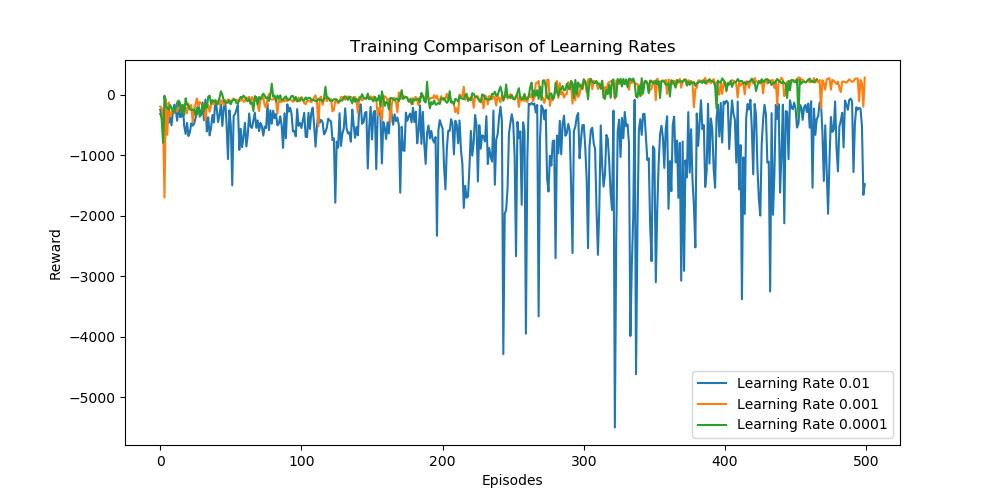 Training Comparison of Learning Rates
Reward
0
−1000
−2000
−3000
−4000
−5000
Learning Rate 0.01
Learning Rate 0.001
Learning Rate 0.0001
0 100 200 300 400 500
Episodes